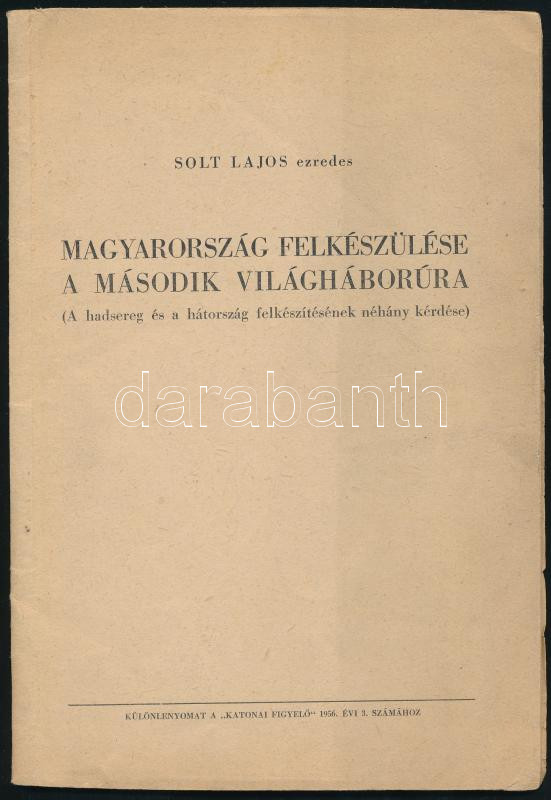 SOLT LAJOS ezredes
MAGYARORSZÁG FELKÉSZÜLÉSE
A MÁSODIK VILÁGHÁBORÚRA
(A hadsereg és a hátország felkészítésének néhány kérdése)
darabanth
KÜLÖNLENYOMAT A „KATONAI FIGYELŐ“ 1956. ÉVI 3. SZÁMÁHOZ